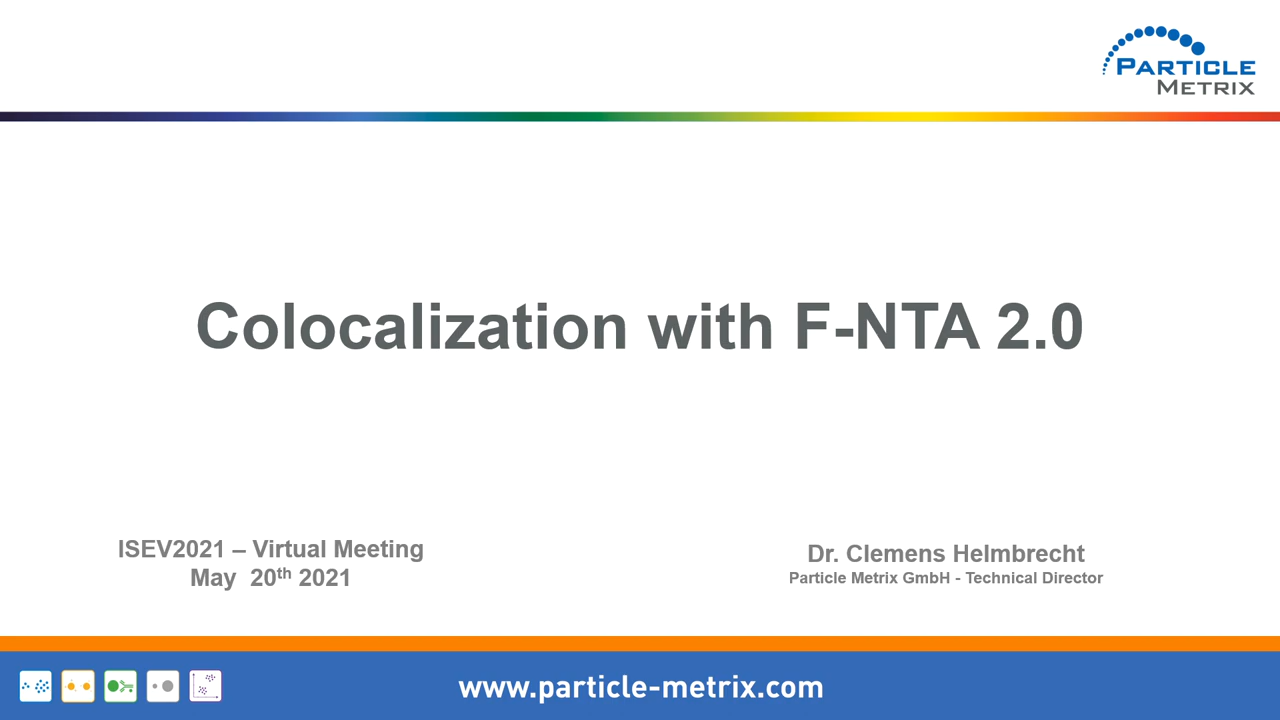 PARTICLE
METRIX
Colocalization with F-NTA 2.0
ISEV2021 – Virtual Meeting
May 20th 2021
Dr. Clemens Helmbrecht
Particle Metrix GmbH - Technical Director
www.particle-metrix.com